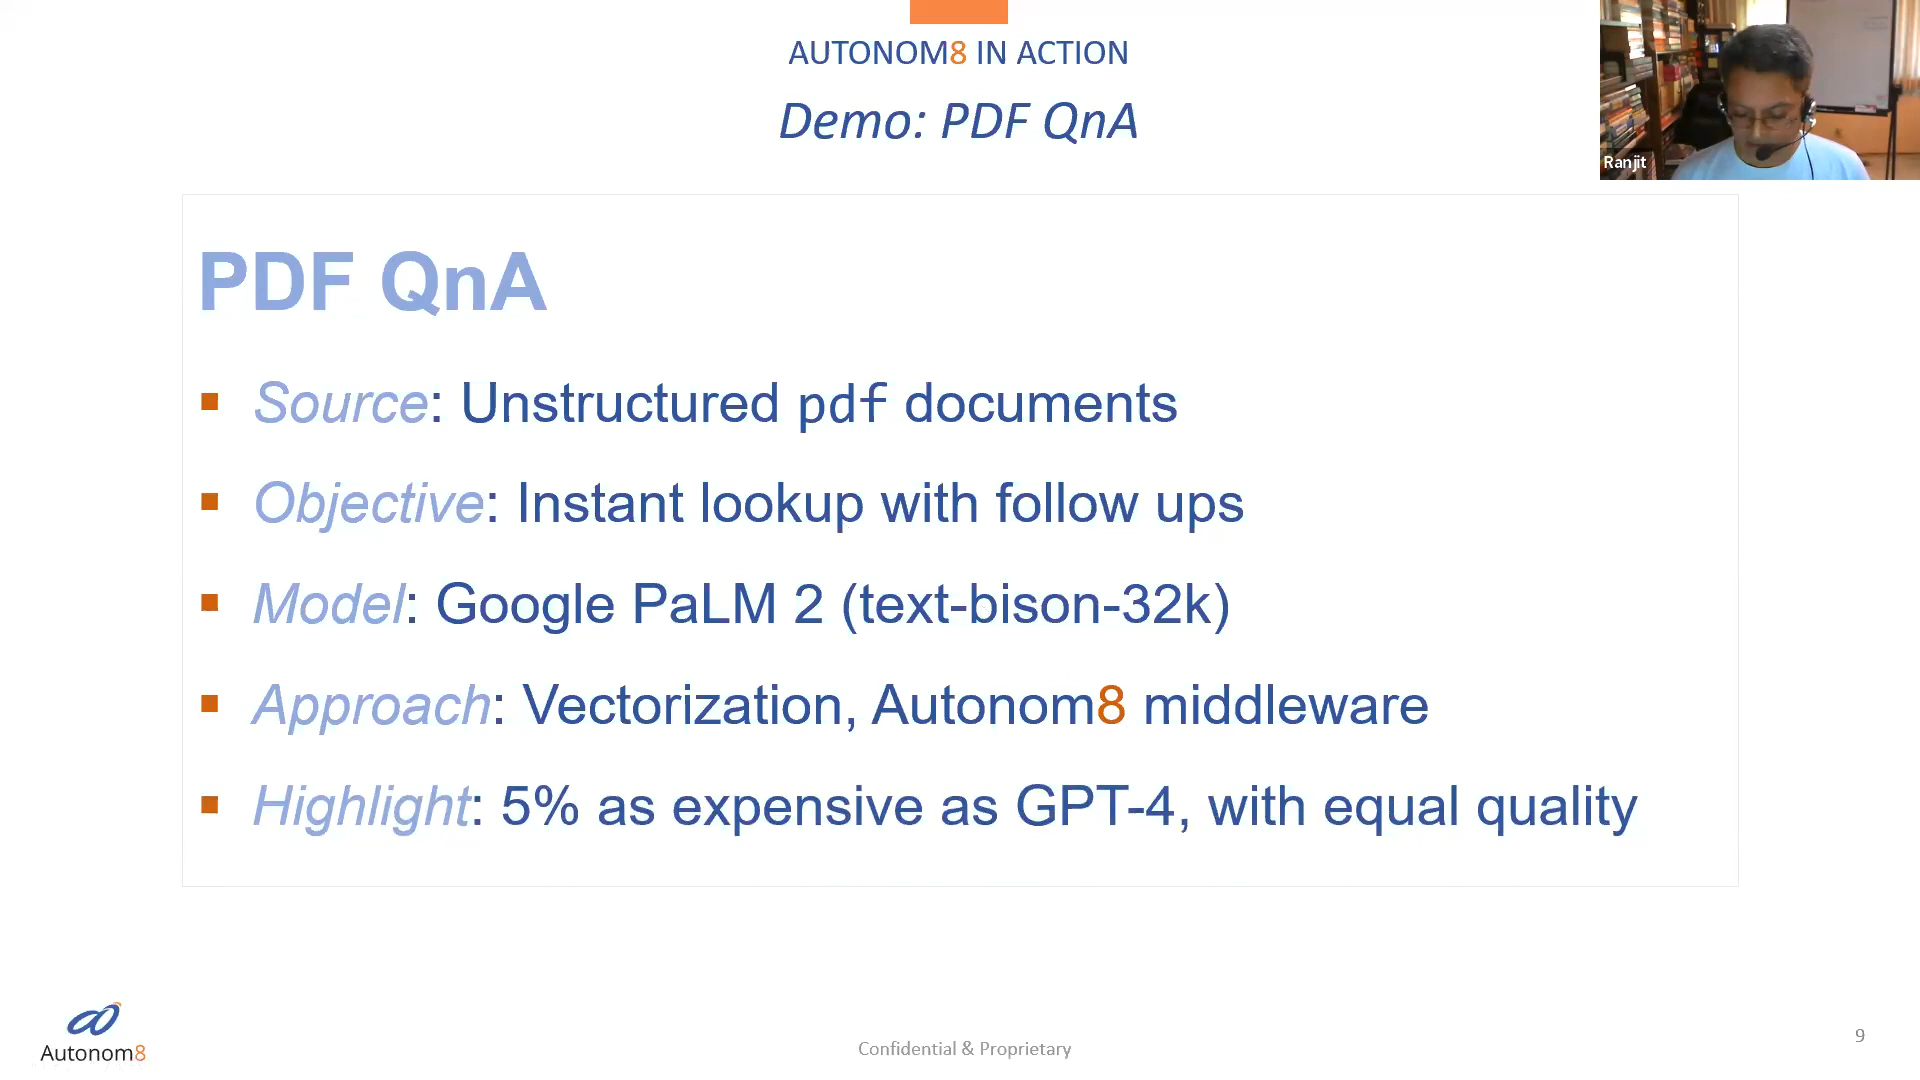 AUTONOM8 IN ACTION
Demo: PDF QnA
Ranjit
PDF QnA
▪ Source: Unstructured pdf documents
▪ Objective: Instant lookup with follow ups
▪ Model: Google PaLM 2 (text-bison-32k)
▪ Approach: Vectorization, Autonom8 middleware
▪ Highlight: 5% as expensive as GPT-4, with equal quality
Autonom8
Confidential & Proprietary
9